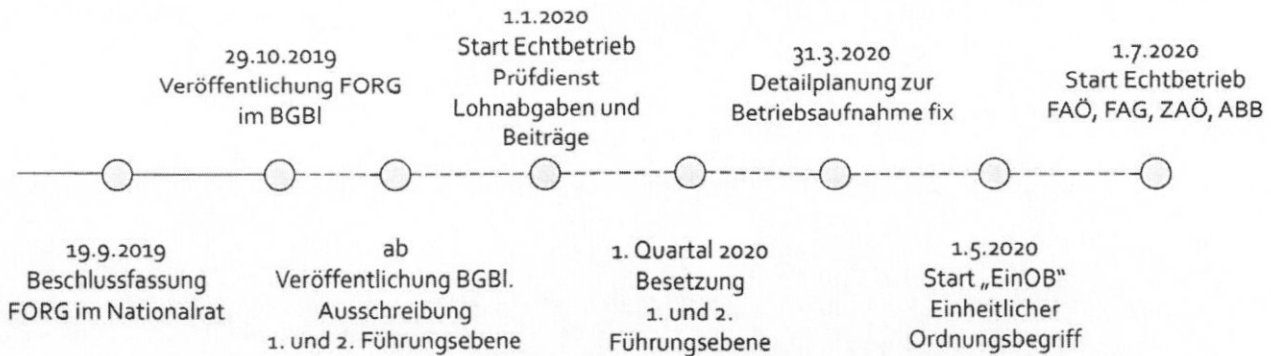 19.9.2019
Beschlussfassung
FORG im Nationalrat
29.10.2019
Veröffentlichung FORG
im BGBl
ab
Veröffentlichung BGBl.
Ausschreibung
1. und 2. Führungsebene
1.1.2020
Start Echtbetrieb
Prüfdienst
Lohnabgaben und
Beiträge
1. Quartal 2020
Besetzung
1. und 2.
Führungsebene
31.3.2020
Detailplanung zur
Betriebsaufnahme fix
1.5.2020
Start „EinOB“
Einheitlicher
Ordnungsbegriff
1.7.2020
Start Echtbetrieb
FAÖ, FAG, ZAÖ, ABB